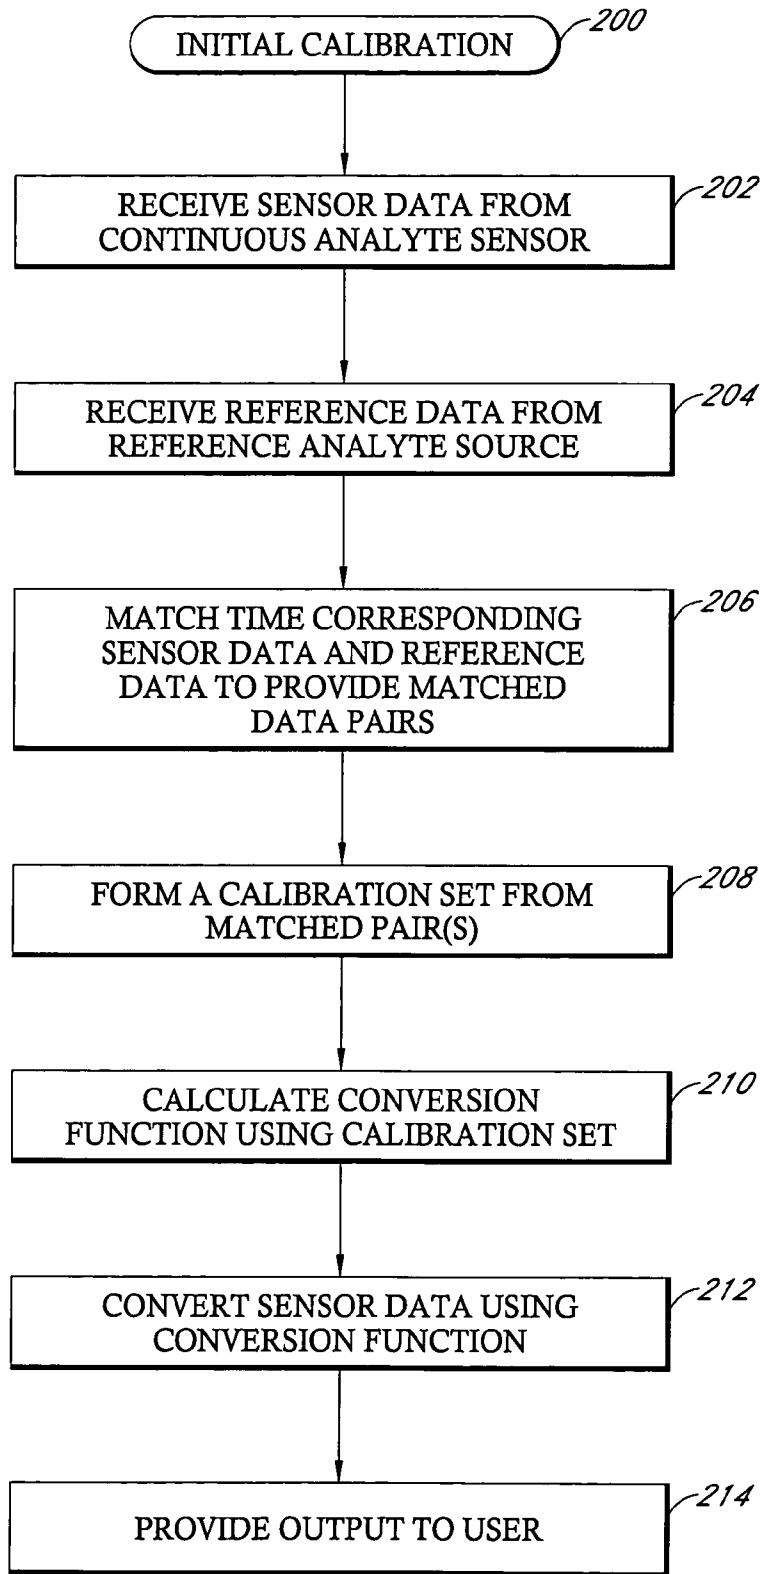 INITIAL CALIBRATION
200
RECEIVE SENSOR DATA FROM
CONTINUOUS ANALYTE SENSOR
202
RECEIVE REFERENCE DATA FROM
REFERENCE ANALYTE SOURCE
204
MATCH TIME CORRESPONDING
SENSOR DATA AND REFERENCE
DATA TO PROVIDE MATCHED
DATA PAIRS
206
FORM A CALIBRATION SET FROM
MATCHED PAIR(S)
208
CALCULATE CONVERSION
FUNCTION USING CALIBRATION SET
210
CONVERT SENSOR DATA USING
CONVERSION FUNCTION
212
PROVIDE OUTPUT TO USER
214